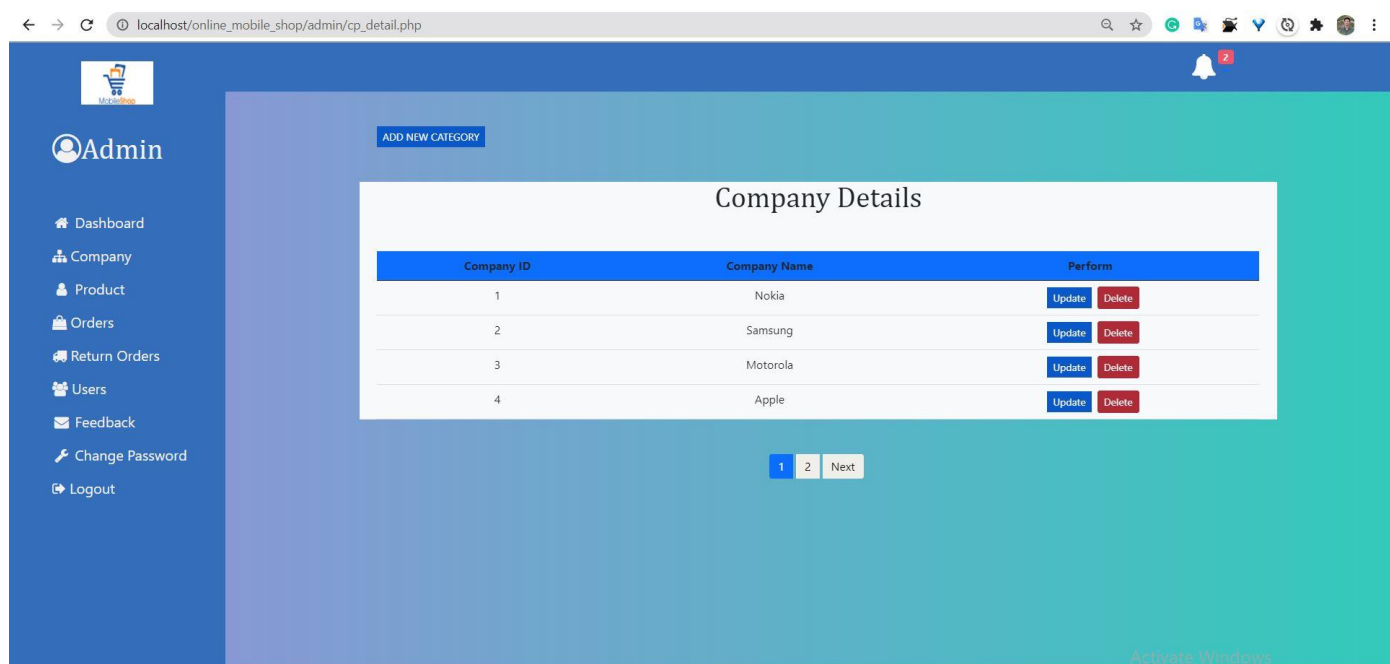 localhost/online_mobile_shop/admin/cp_detail.php
2
MobileShop
Admin
ADD NEW CATEGORY
Company Details
Dashboard
Company
Product
Orders
Return Orders
Users
Feedback
Change Password
Logout
Company ID Company Name Perform
1 Nokia Update Delete
2 Samsung Update Delete
3 Motorola Update Delete
4 Apple Update Delete
1 2 Next
Activate Windows